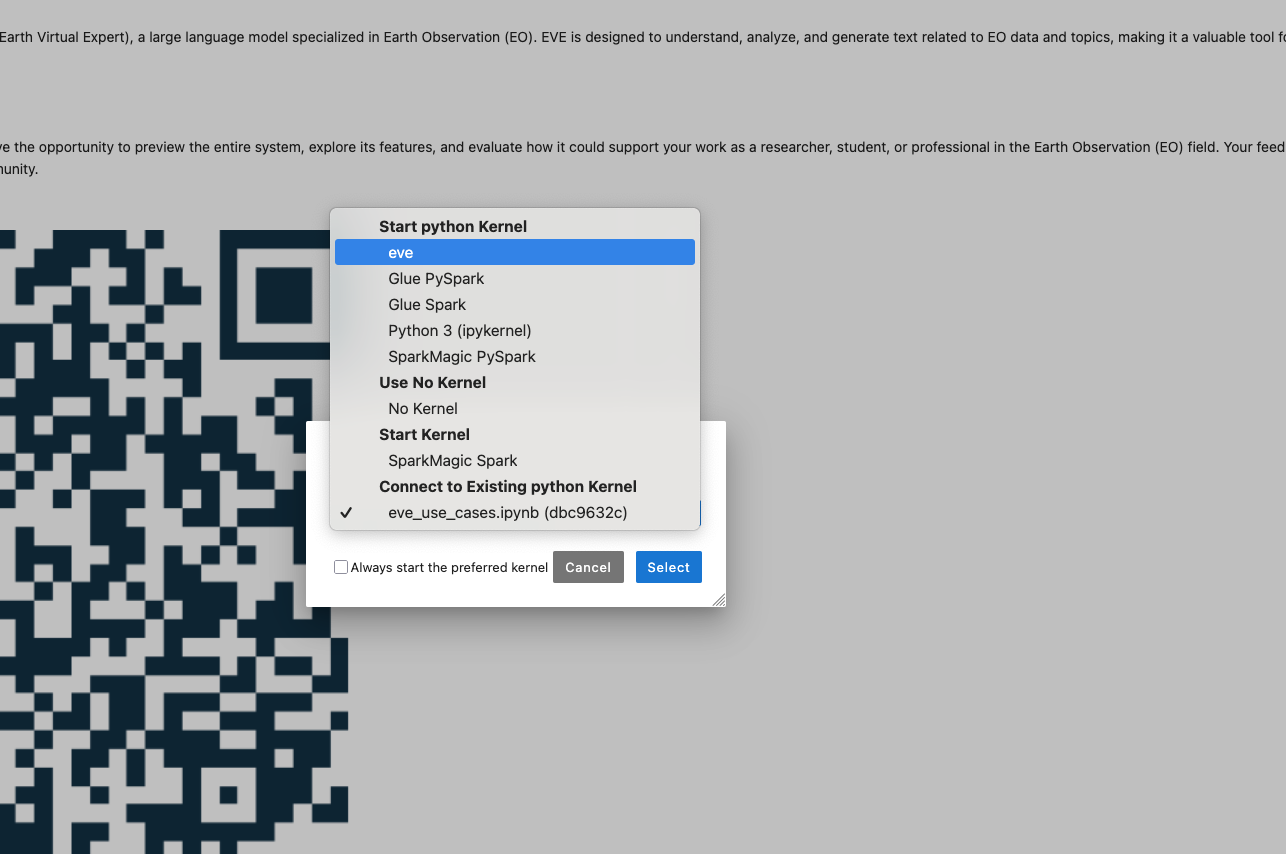 Earth Virtual Expert), a large language model specialized in Earth Observation (EO). EVE is designed to understand, analyze, and generate text related to EO data and topics, making it a valuable tool
the opportunity to preview the entire system, explore its features, and evaluate how it could support your work as a researcher, student, or professional in the Earth Observation (EO) field. Your
Start python Kernel
eve
Glue PySpark
Glue Spark
Python 3 (ipykernel)
SparkMagic PySpark
Use No Kernel
No Kernel
Start Kernel
SparkMagic Spark
Connect to Existing python Kernel
eve_use_cases.ipynb (dbc9632c)
Always start the preferred kernel
Cancel
Select